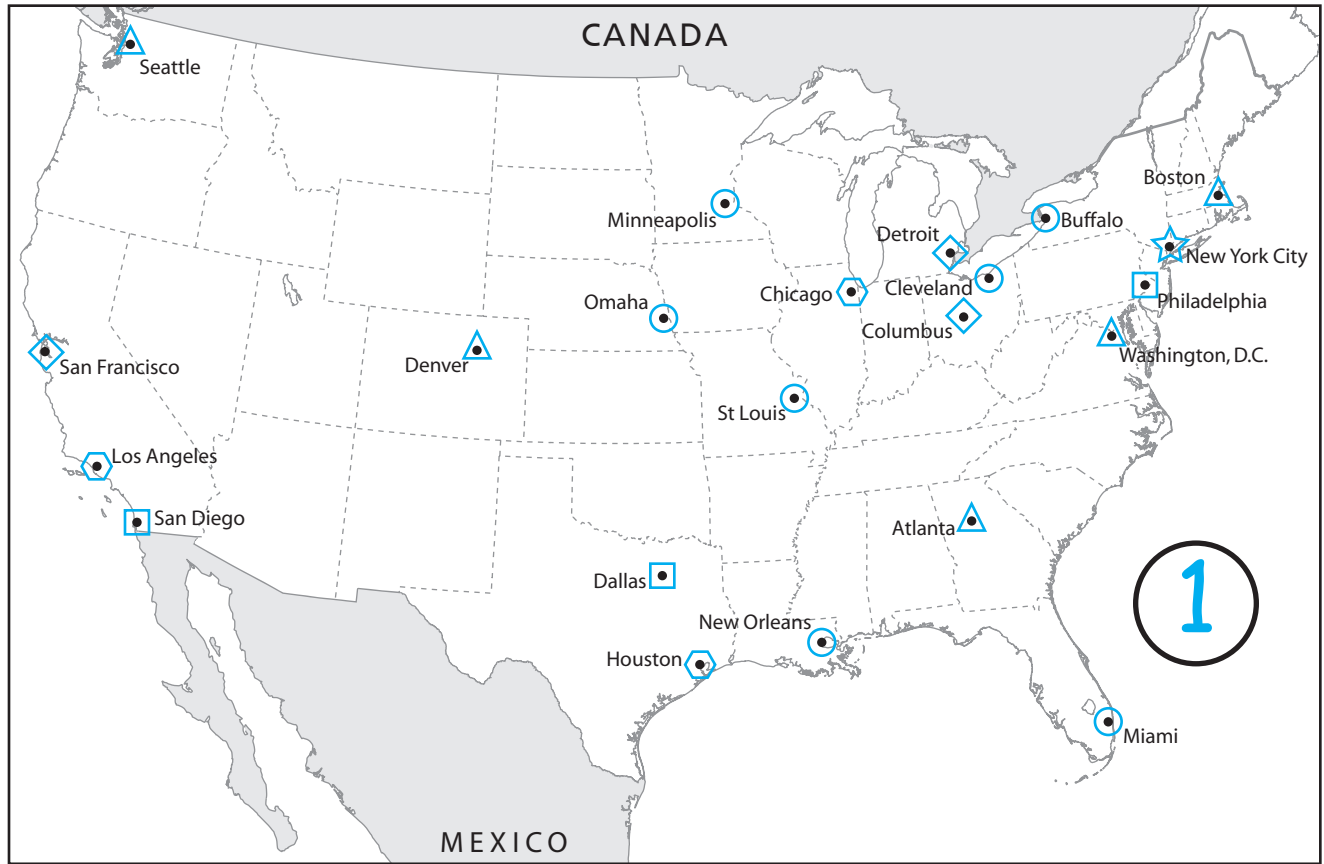 CANADA
Seattle
Boston
Minneapolis
Buffalo
Detroit
New York City
Cleveland
Chicago
Omaha
Philadelphia
Columbus
Washington, D.C.
San Francisco
Denver
St Louis
Los Angeles
San Diego
Atlanta
Dallas
1
New Orleans
Houston
Miami
MEXICO